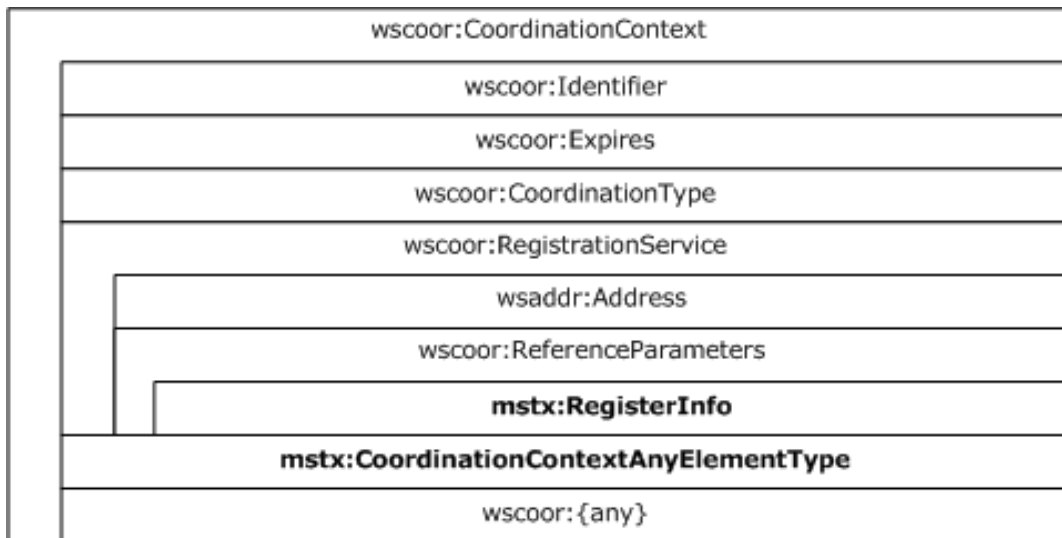 wscoor:CoordinationContext
wscoor:Identifier
wscoor:Expires
wscoor:CoordinationType
wscoor:RegistrationService
wsaddr:Address
wscoor:ReferenceParameters
mstx:RegisterInfo
mstx:CoordinationContextAnyElementType
wscoor:{any}